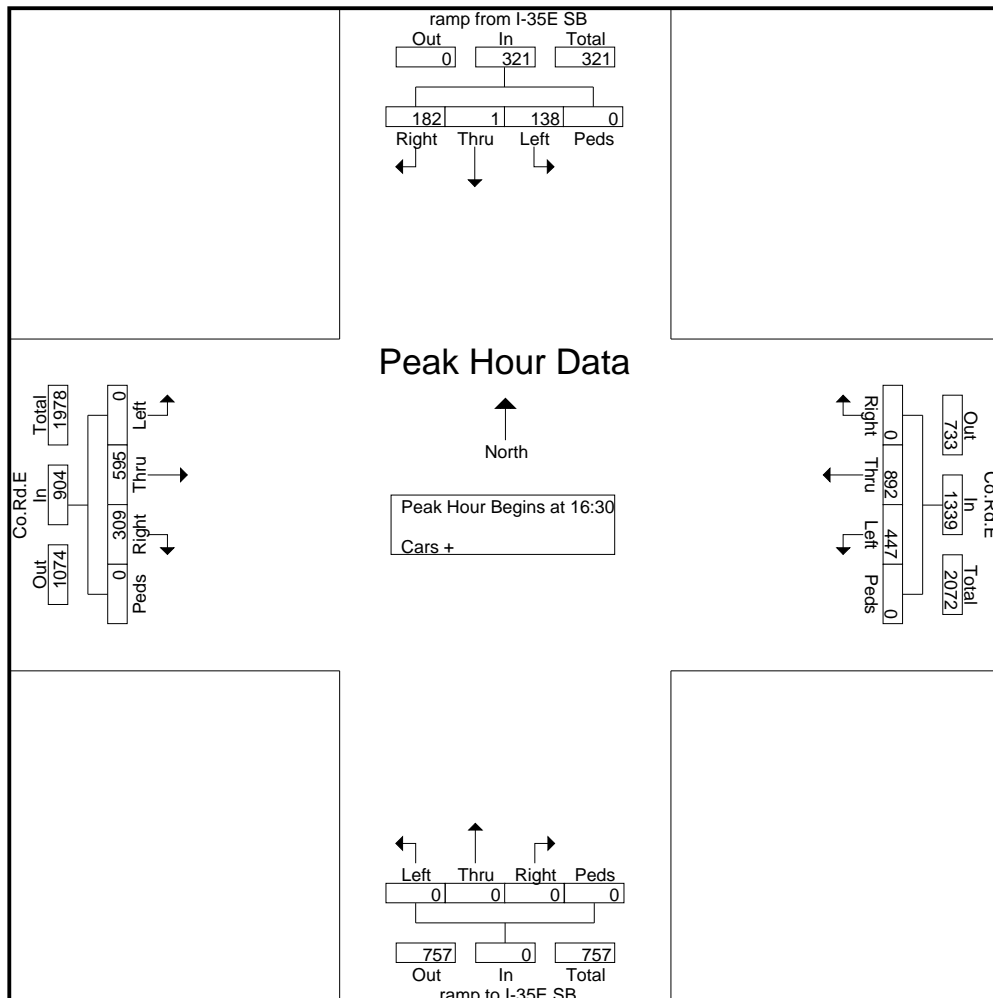 ramp from I-35E SB
Out In Total
0 321 321
182 1 138 0
Right Thru Left Peds
Peak Hour Data
North
Peak Hour Begins at 16:30
Cars +
Co.Rd.E
Total In Out
1978 904 1074
0 595 309 0
Left Thru Right Peds
Right Thru Left Peds
0 892 447 0
Out In Total
733 1339 2072
Co.Rd.E
Left Thru Right Peds
0 0 0 0
757 0 757
Out In Total
ramp to I-35E SB